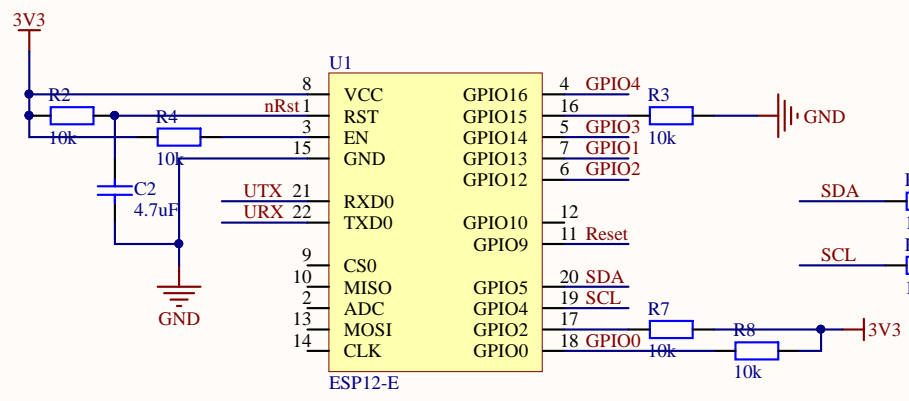 3V3
U1
R2
10k
nRst
R4
10k
C2
4.7uF
GND
UTX
URX
8 VCC
1 RST
3 EN
15 GND
21 RXD0
22 TXD0
9 CS0
10 MISO
2 ADC
13 MOSI
14 CLK
GPIO16 4 GPIO4
GPIO15 16
GPIO14 5 GPIO3
GPIO13 7 GPIO1
GPIO12 6 GPIO2
GPIO10 12
GPIO9 11 Reset
GPIO5 20 SDA
GPIO4 19 SCL
GPIO2 17
GPIO0 18 GPIO0
ESP12-E
R3
10k
GND
R7
10k
R8
10k
3V3
SDA
SCL